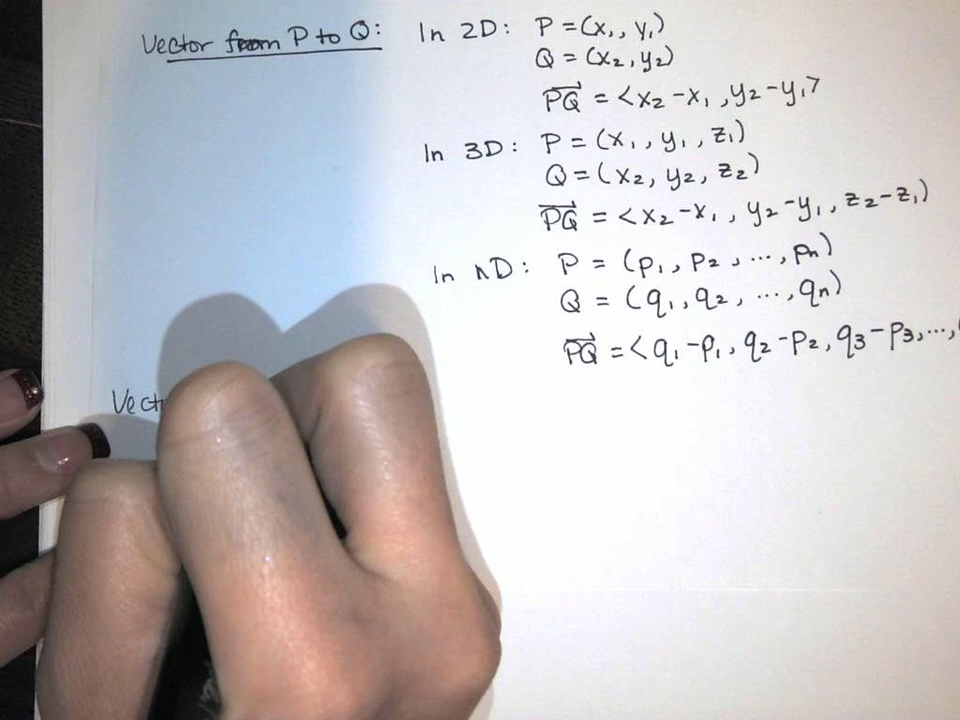 Vector from P to Q: In 2D: P = (x₁, y₁)
Q = (x₂, y₂)
PQ⃗ = <x₂ - x₁, y₂ - y₁>
In 3D: P = (x₁, y₁, z₁)
Q = (x₂, y₂, z₂)
PQ⃗ = <x₂ - x₁, y₂ - y₁, z₂ - z₁)
In nD: P = (p₁, p₂, ..., pₙ)
Q = (q₁, q₂, ..., qₙ)
PQ⃗ = <q₁ - p₁, q₂ - p₂, q₃ - p₃, ...,
Vect